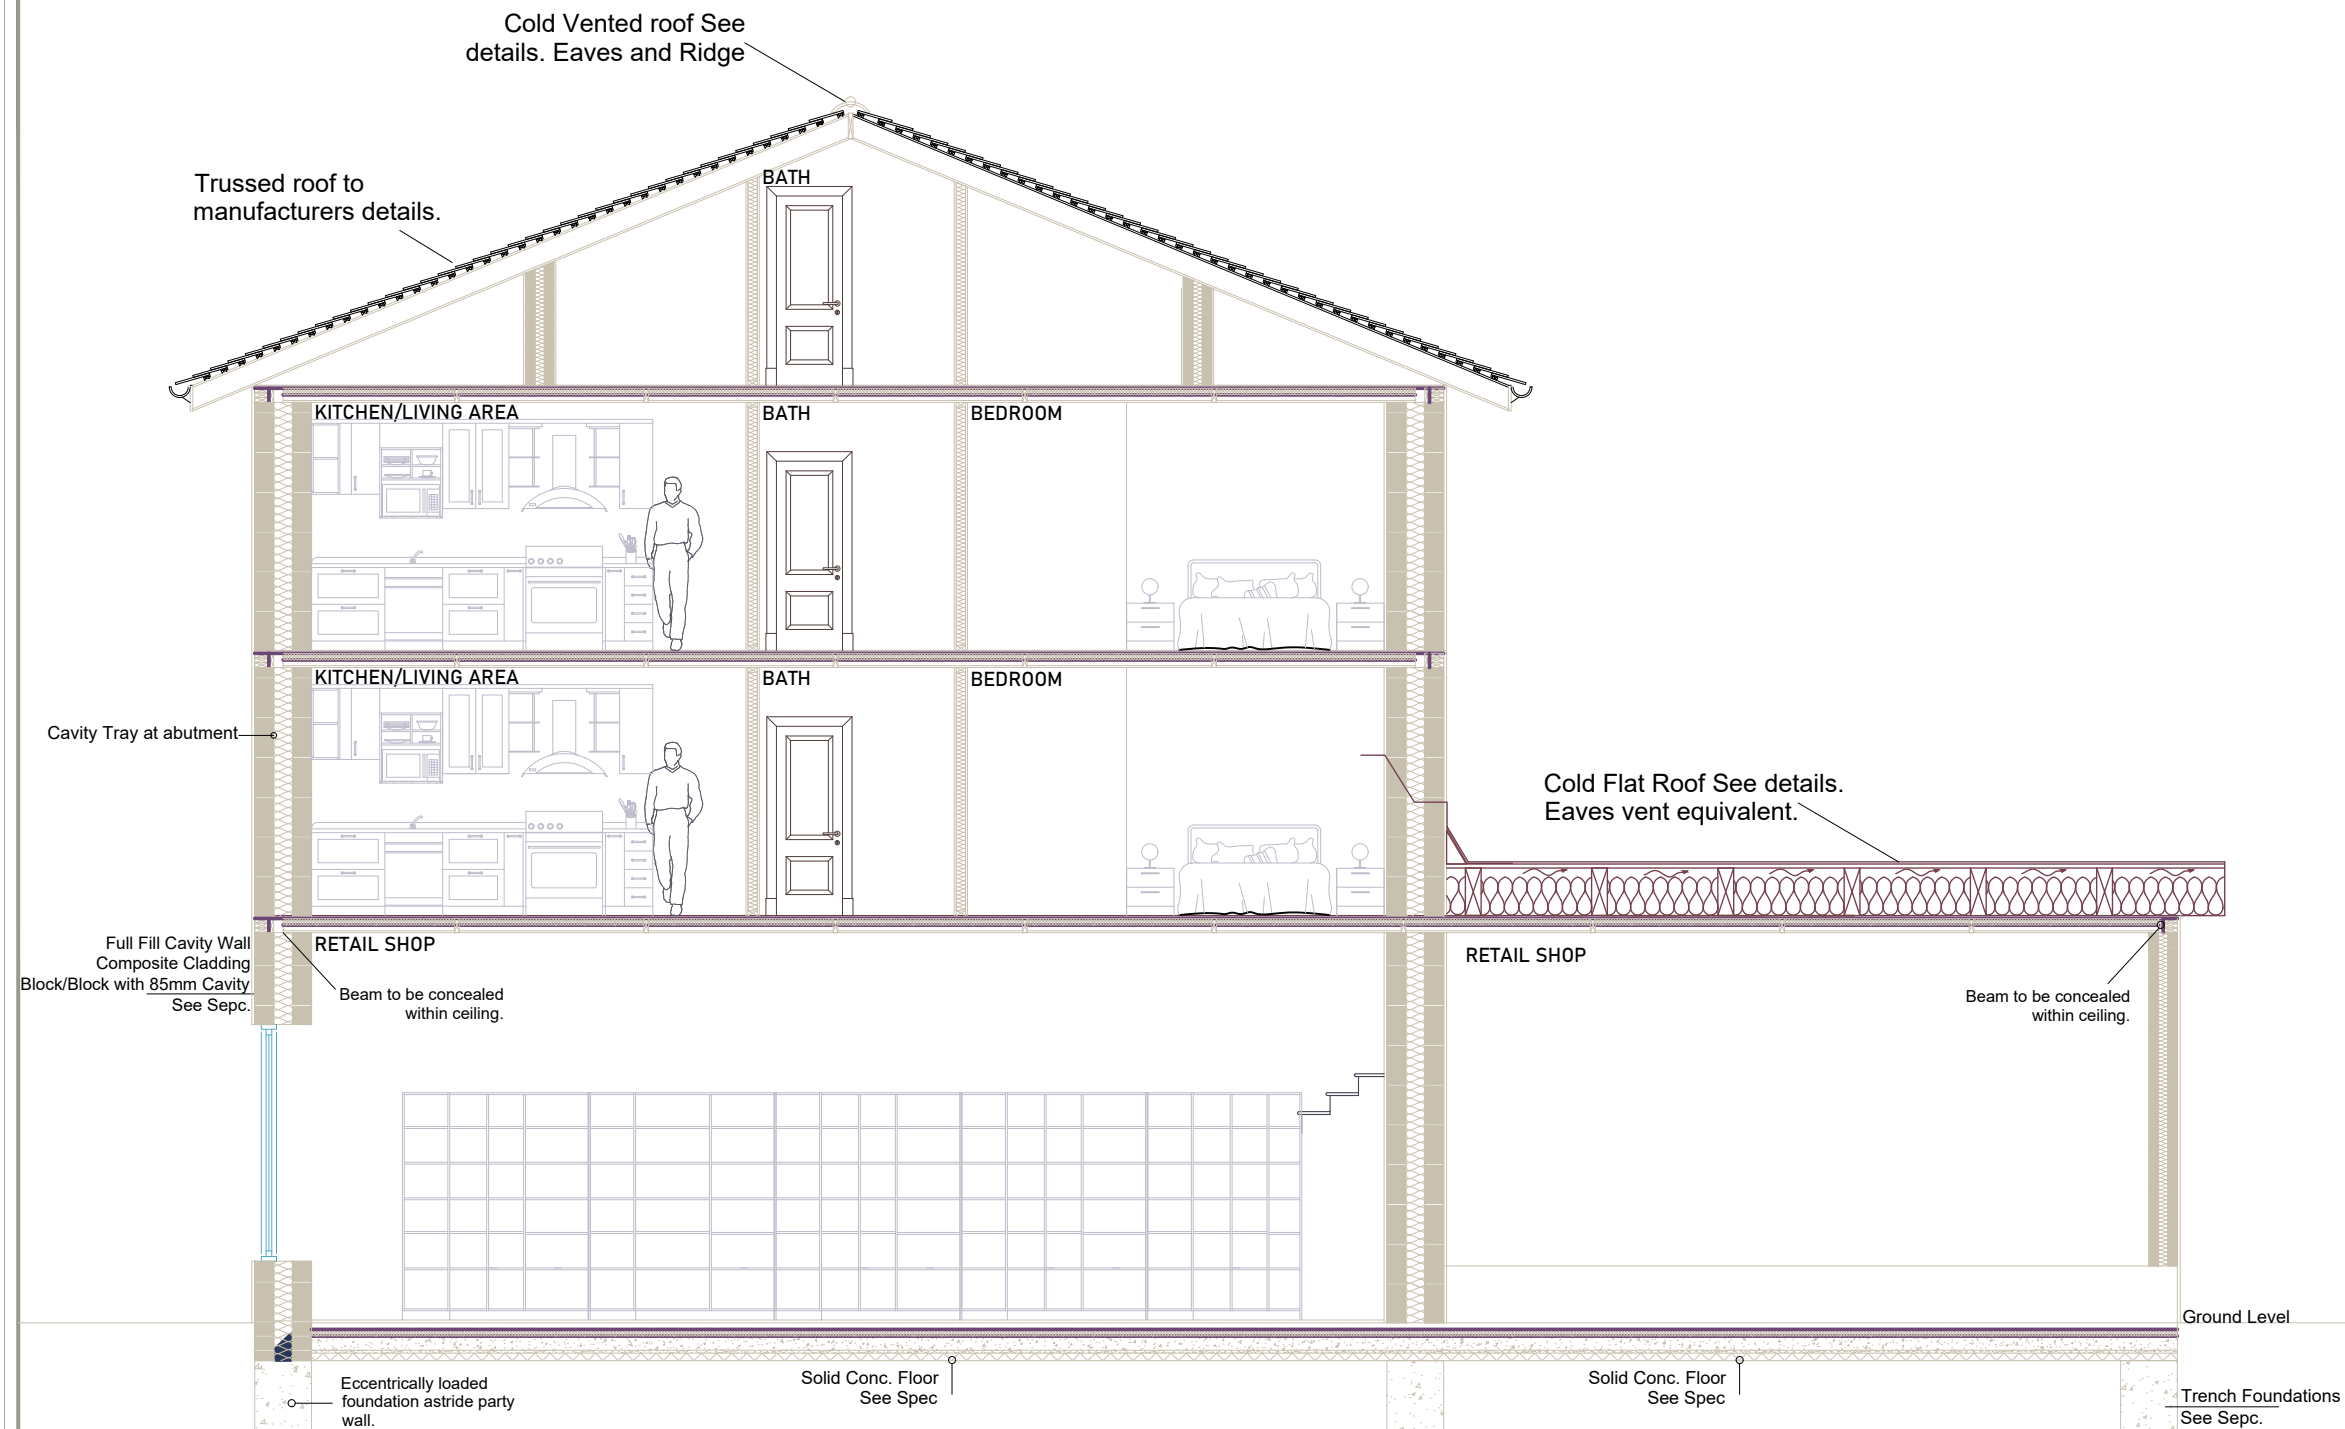 Cold Vented roof See
details. Eaves and Ridge
Trussed roof to
manufacturers details.
BATH
KITCHEN/LIVING AREA
BATH
BEDROOM
KITCHEN/LIVING AREA
BATH
BEDROOM
Cavity Tray at abutment
Cold Flat Roof See details.
Eaves vent equivalent.
Full Fill Cavity Wall
Composite Cladding
Block/Block with 85mm Cavity
See Sepc.
RETAIL SHOP
Beam to be concealed
within ceiling.
RETAIL SHOP
Beam to be concealed
within ceiling.
Ground Level
Eccentrically loaded
foundation astride party
wall.
Solid Conc. Floor
See Spec
Solid Conc. Floor
See Spec
Trench Foundations
See Sepc.